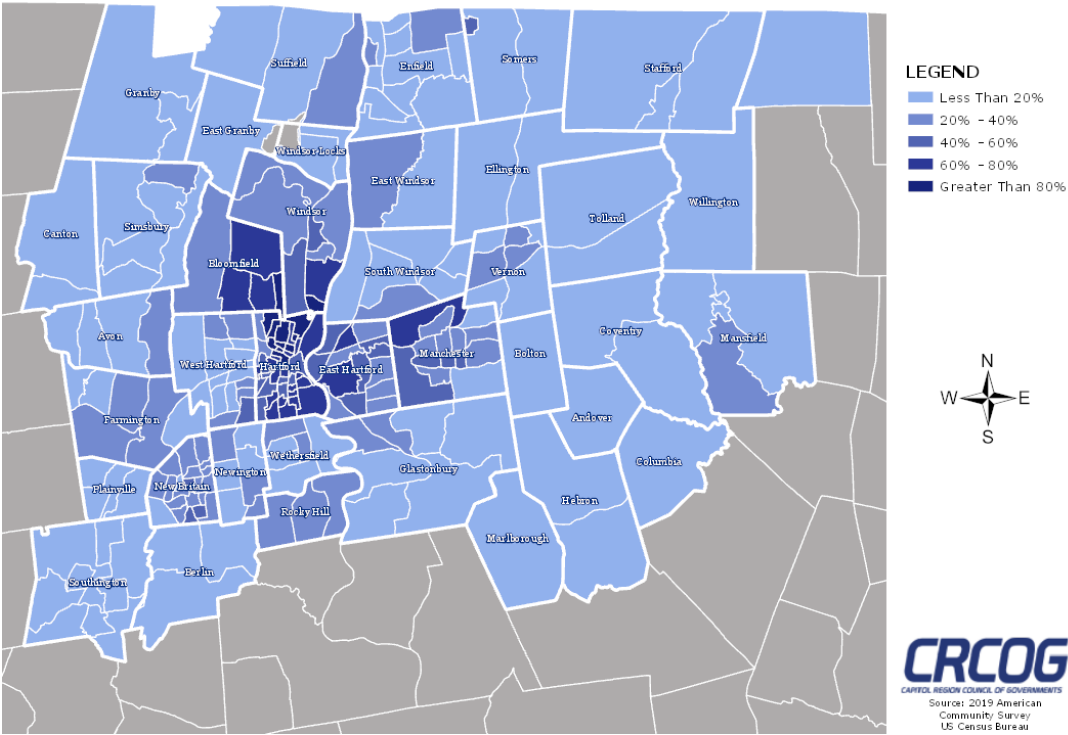 Suffield
Enfield
Somers
Stafford
Granby
East Granby
Windsor Locks
East Windsor
Ellington
Windsor
Tolland
Willington
Canton
Simsbury
Bloomfield
South Windsor
Vernon
Avon
West Hartford
Hartford
East Hartford
Manchester
Bolton
Coventry
Mansfield
Farmington
Andover
Wethersfield
Newington
Glastonbury
Columbia
Plainville
New Britain
Rocky Hill
Hebron
Marlborough
Southington
Berlin
LEGEND
Less Than 20%
20% - 40%
40% - 60%
60% - 80%
Greater Than 80%
N
W
E
S
CRCOG
CAPITOL REGION COUNCIL OF GOVERNMENTS
Source: 2019 American
Community Survey
US Census Bureau